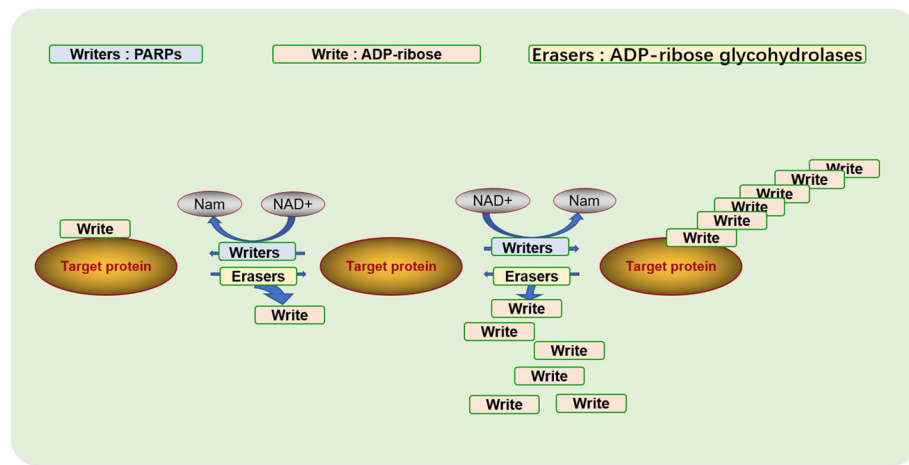 Writers : PARPs
Write : ADP-ribose
Erasers : ADP-ribose glycohydrolases
Write
Target protein
Nam
NAD+
Writers
Erasers
Write
Target protein
NAD+
Nam
Writers
Erasers
Write
Write
Write
Write
Write
Write
Write
Write
Write
Write
Write
Write
Target protein